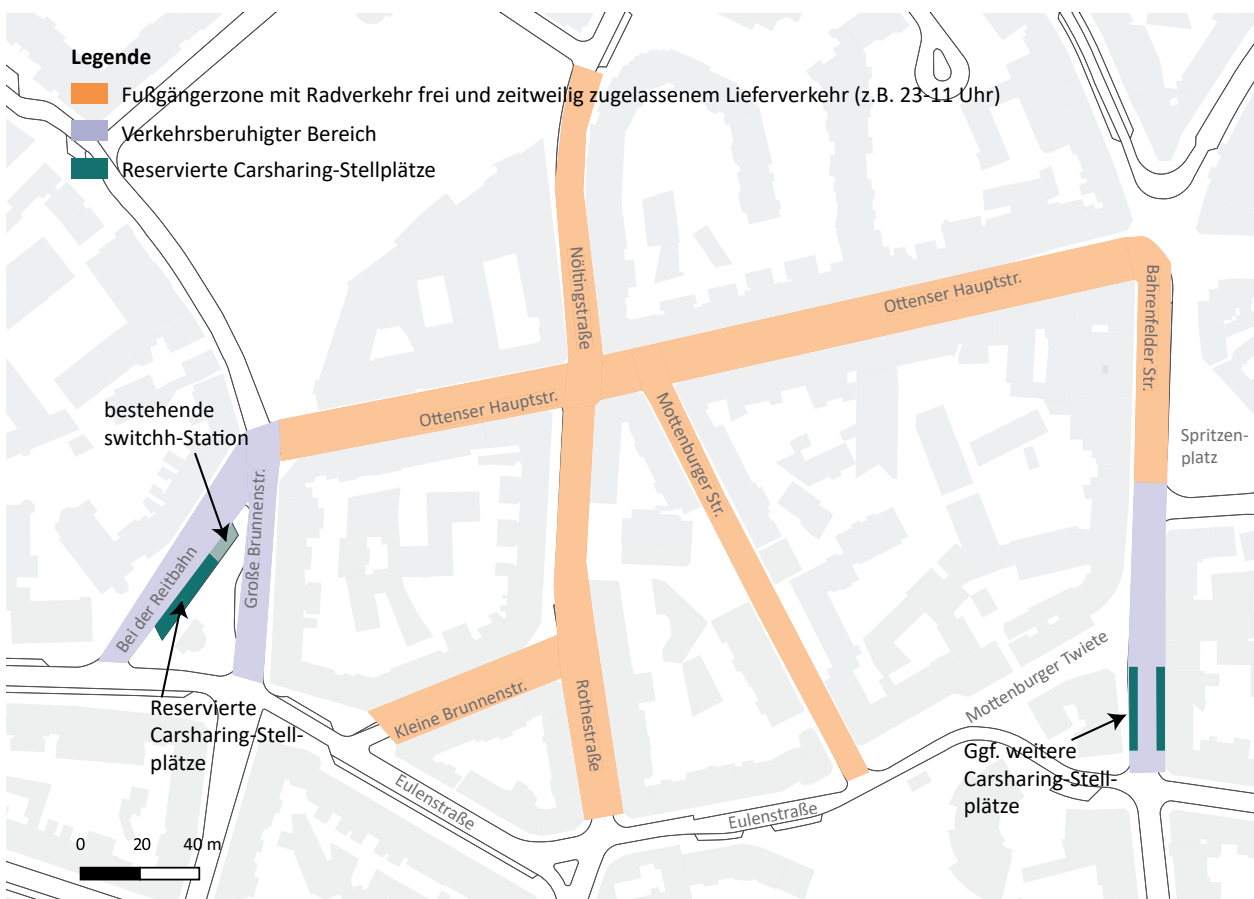 Legende
Fußgängerzone mit Radverkehr frei und zeitweilig zugelassenem Lieferverkehr (z.B. 23-11 Uhr)
Verkehrsberuhigter Bereich
Reservierte Carsharing-Stellplätze
Nöltingstraße
Ottenser Hauptstr.
Bahrenfelder Str.
bestehende
switchh-Station
Ottenser Hauptstr.
Mottenburger Str.
Spritzen-
platz
Bei der Reitbahn
Große Brunnenstr.
Mottenburger Twiete
Kleine Brunnenstr.
Rothestraße
Reservierte
Carsharing-Stell-
plätze
Ggf. weitere
Carsharing-Stell-
plätze
Eulenstraße
Eulenstraße
0 20 40 m